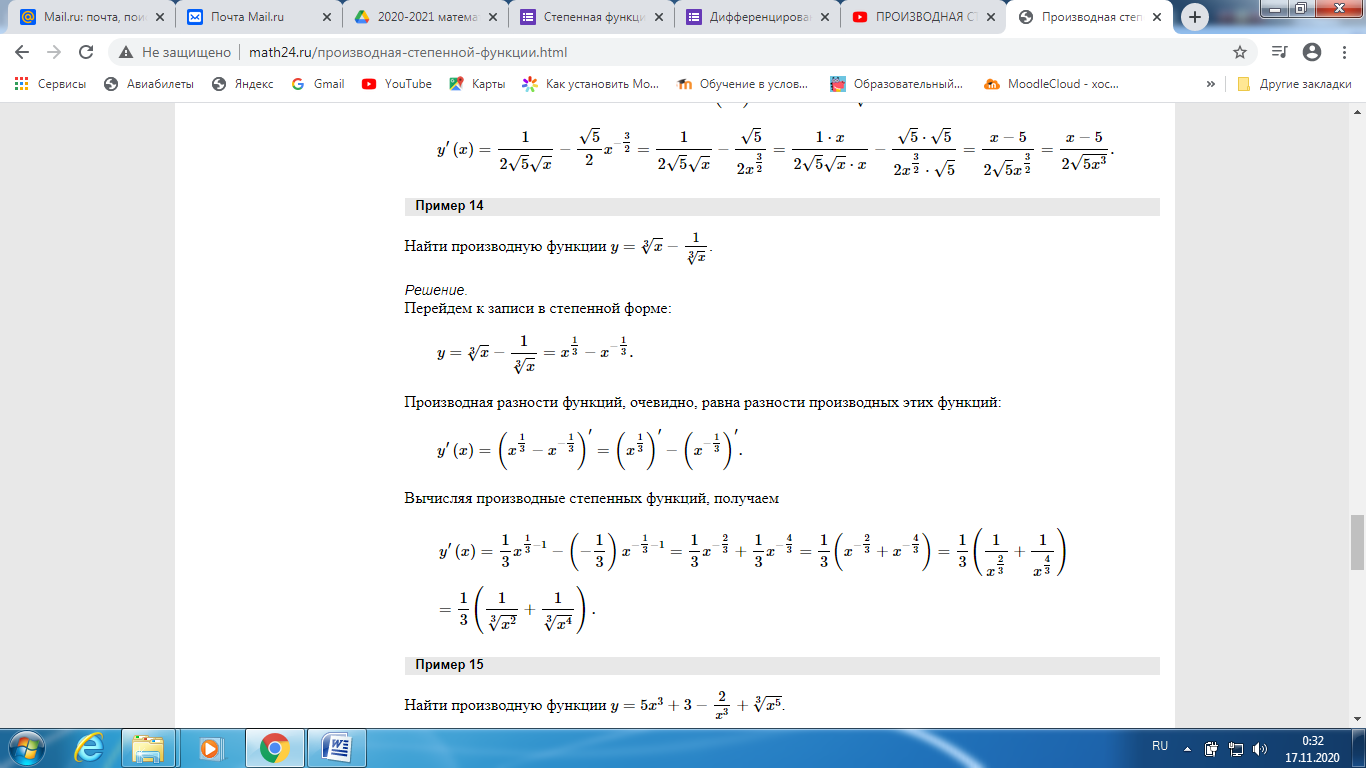 Mail.ru: почта, пои
Почта Mail.ru
2020-2021 матема
Степенная функци
Дифференцирова
ПРОИЗВОДНАЯ СТ
Производная степ
Не защищено | math24.ru/производная-степенной-функции.html
Сервисы Авиабилеты Яндекс Gmail YouTube Карты Как установить Mo... Обучение в услов... Образовательный... MoodleCloud - хос... » Другие закладки
y′(x) = 1/(2√5√x) − (√5/2)x^(−3/2) = 1/(2√5√x) − √5/(2x^(3/2)) = (1 · x)/(2√5√x · x) − (√5 · √5)/(2x^(3/2) · √5) = (x − 5)/(2√5x^(3/2)) = (x − 5)/(2√(5x³)).
Пример 14
Найти производную функции y = ∛x − 1/∛x.
Решение.
Перейдем к записи в степенной форме:
y = ∛x − 1/∛x = x^(1/3) − x^(−1/3).
Производная разности функций, очевидно, равна разности производных этих функций:
y′(x) = (x^(1/3) − x^(−1/3))′ = (x^(1/3))′ − (x^(−1/3))′.
Вычисляя производные степенных функций, получаем
y′(x) = (1/3)x^(1/3−1) − (−1/3)x^(−1/3−1) = (1/3)x^(−2/3) + (1/3)x^(−4/3) = (1/3)(x^(−2/3) + x^(−4/3)) = (1/3)(1/x^(2/3) + 1/x^(4/3))
= (1/3)(1/∛(x²) + 1/∛(x⁴)).
Пример 15
Найти производную функции y = 5x³ + 3 − 2/x³ + ∛(x⁵).
RU 0:32
17.11.2020